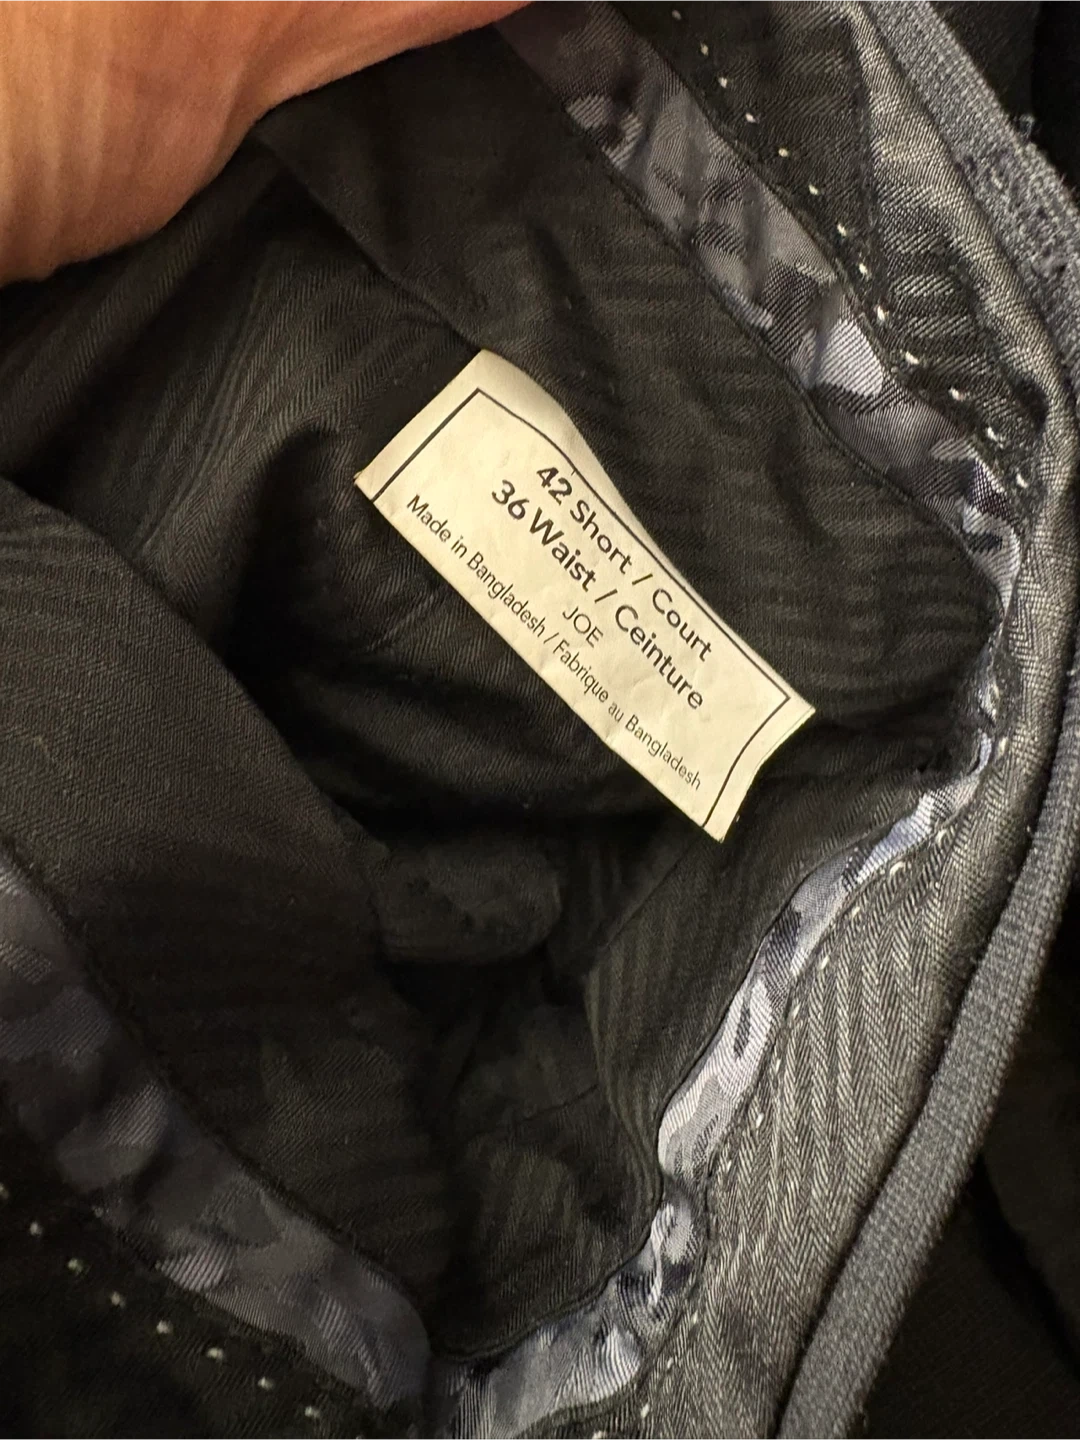 42 Short / Court
36 Waist / Ceinture
JOE
Made in Bangladesh / Fabrique au Bangladesh